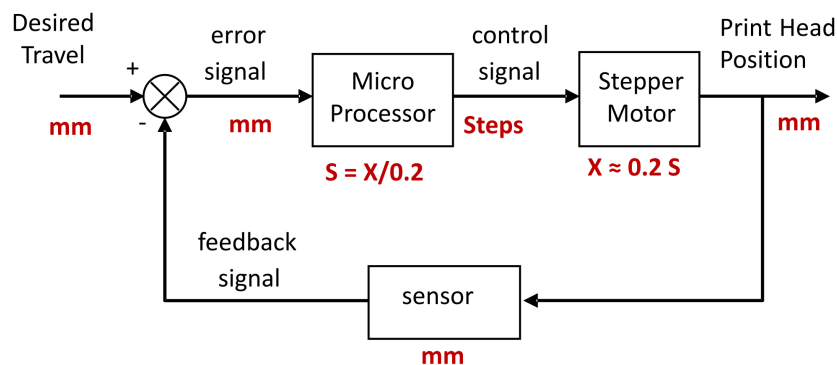 Desired
Travel
+
-
mm
error
signal
mm
Micro
Processor
S = X/0.2
control
signal
Steps
Stepper
Motor
X ≈ 0.2 S
Print Head
Position
mm
feedback
signal
sensor
mm